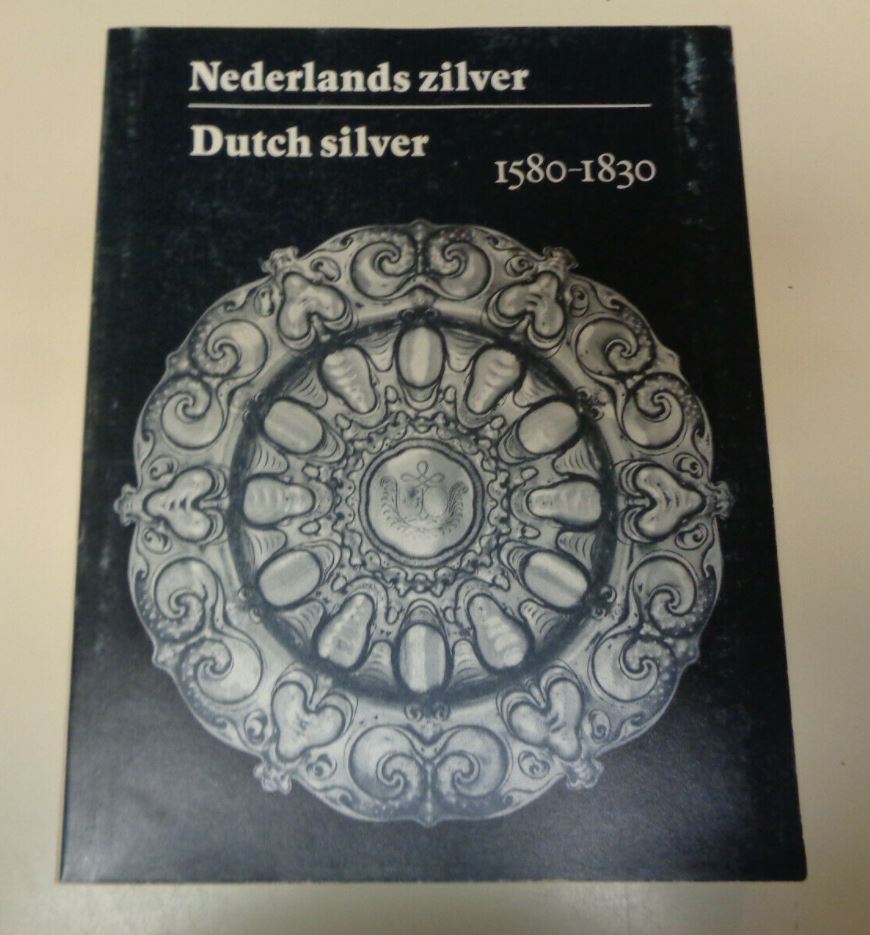 Nederlands zilver
Dutch silver
1580-1830